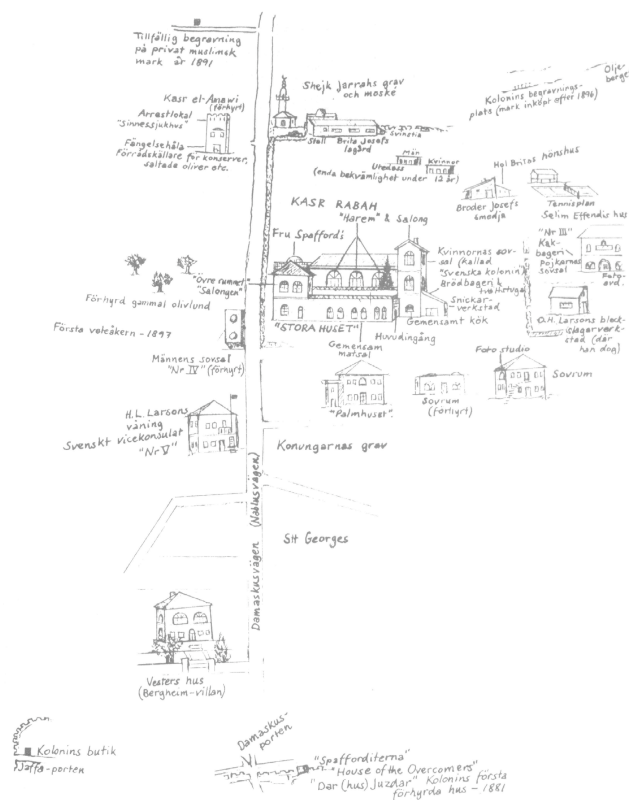 Tillfällig begravning
på privat muslimsk
mark år 1891
Shejk Jarrahs grav
och moské
Olje-
berget
Kolonins begravnings-
plats (mark inköpt efter 1896)
Kasr el-Amawi
(förhyrt)
Arrestlokal
"Sinnessjukhus"
Fängelsehåla
Förrådskällare för konserver,
saltade oliver etc.
Stall
Brita Josefs
lagård
Svinstia
Män
Utedass
Kvinnor
(enda bekvämlighet under 12 år)
Hol Britas hönshus
Broder Josefs
smedja
Tennisplan
Selim Effendis hus
KASR RABAH
"Harem" & Salong
Fru Spafford's
"Övre rummet"
"Salongen"
Kvinnornas sov-
sal (kallad
"Svenska kolonin")
Brödbageri &
tvättstuga
Snickar-
verkstad
Gemensamt kök
"Nr III"
Kak-
bageri
Pojkarnas
sovsal
Foto-
avd.
Förhyrd gammal olivlund
Första veteåkern - 1897
"STORA HUSET"
Huvudingång
Gemensam
matsal
O.H. Larsons bleck-
slagarverk-
stad (där
han dog)
Männens sovsal
"Nr IV" (förhyrt)
"Palmhuset"
Sovrum
(förhyrt)
Foto studio
Sovrum
H.L. Larsons
våning
Svenskt vicekonsulat
"Nr V"
Konungarnas grav
Damaskusvägen (Nablusvägen)
Stt Georges
Vesters hus
(Bergheim-villan)
Kolonins butik
Jaffa-porten
Damaskus-
porten
"Spafforditerna"
"House of the Overcomers"
"Dar (hus) Juzdar" Kolonins första
förhyrda hus - 1881